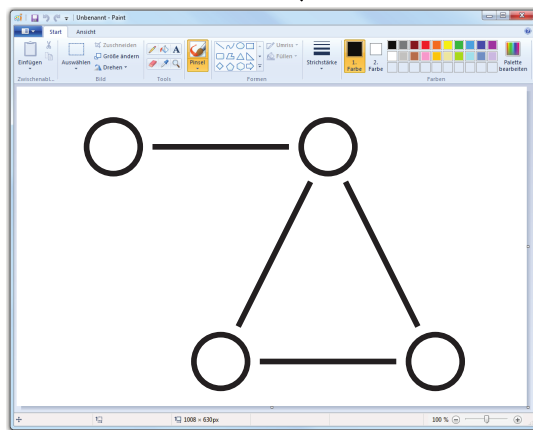 Unbenannt - Paint
Start Ansicht
Einfügen
Auswählen
Zuschneiden
Größe ändern
Drehen
A
Pinsel
Umriss
Füllen
Strichstärke
1. Farbe
2. Farbe
Palette bearbeiten
Zwischenabl... Bild Tools Formen Farben
1008 × 630px
100 %